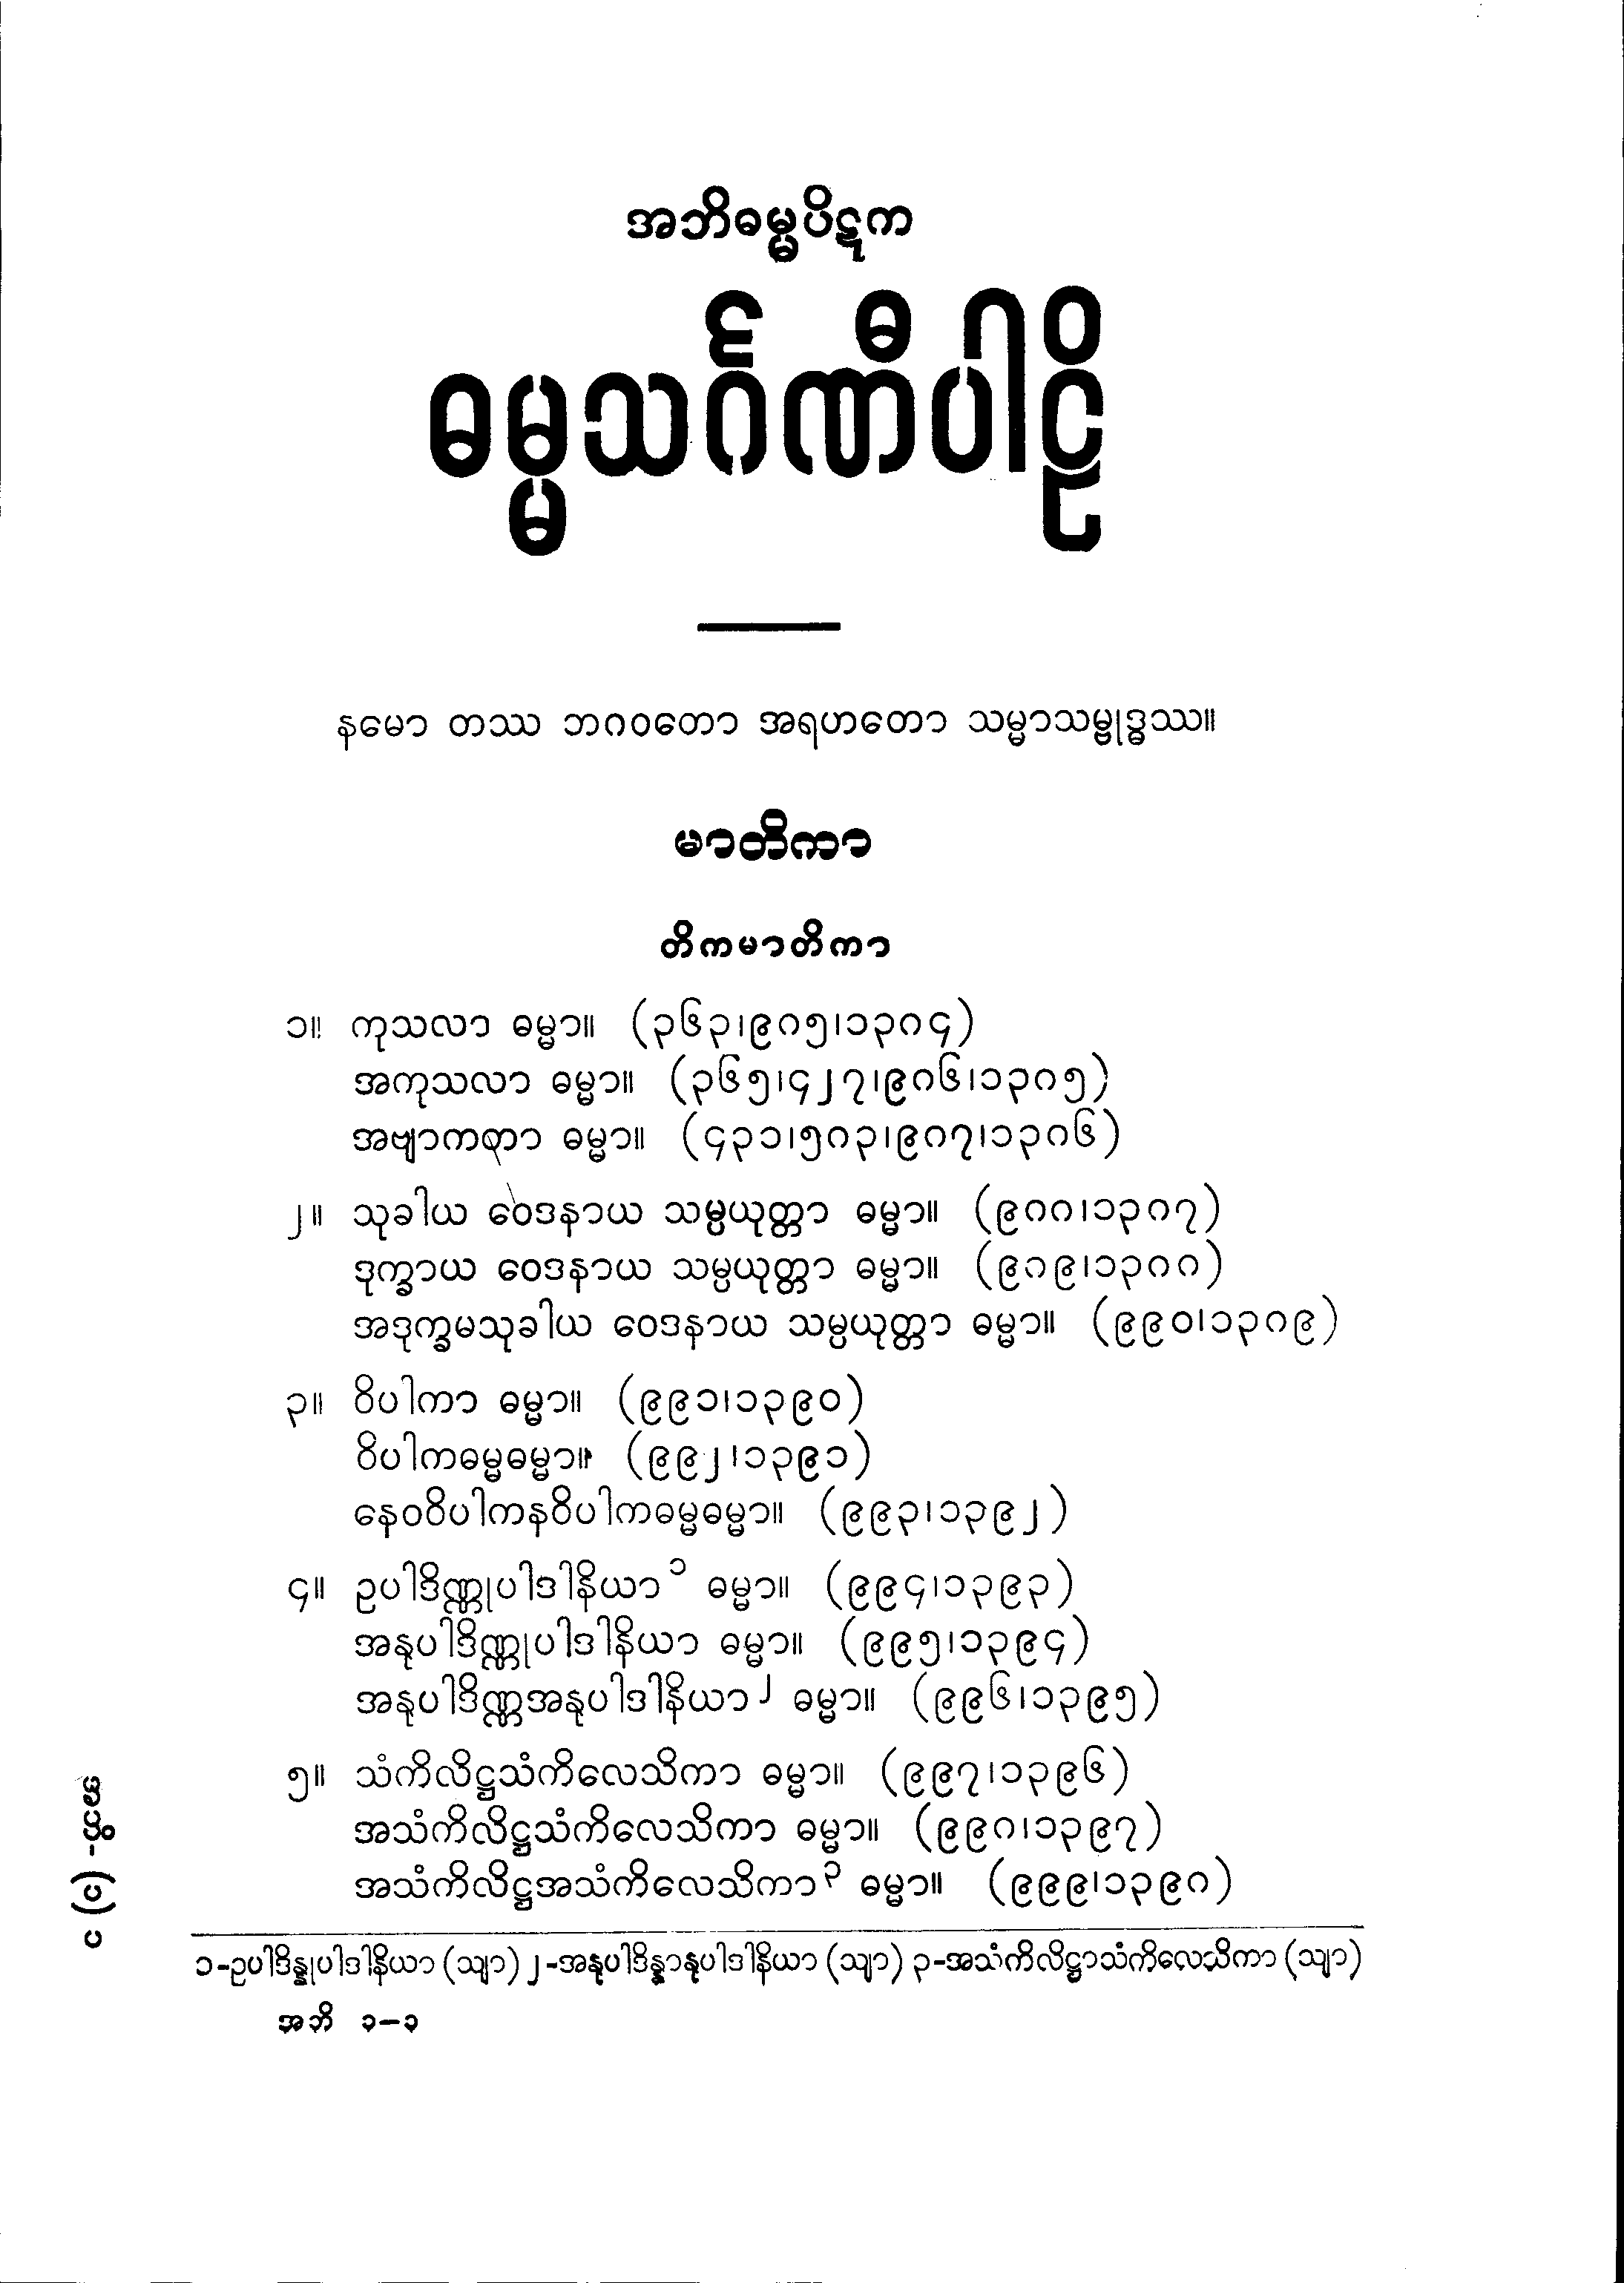 အဘိဓမ္မပိဋက
ဓမ္မသင်္ဂဏီပါဠိ
နမော တဿ ဘဂဝတော အရဟတော သမ္မာသမ္ဗုဒ္ဓဿ။
မာတိကာ
တိကမာတိကာ
၁။ ကုသလာ ဓမ္မာ။ (၃၆၃၊၉၈၅၊၁၃၈၄)
အကုသလာ ဓမ္မာ။ (၃၆၅၊၄၂၇၊၉၈၆၊၁၃၈၅)
အဗျာကတာ ဓမ္မာ။ (၄၃၁၊၅၈၃၊၉၈၇၊၁၃၈၆)
၂။ သုခါယ ဝေဒနာယ သမ္ပယုတ္တာ ဓမ္မာ။ (၉၈၈၊၁၃၈၇)
ဒုက္ခာယ ဝေဒနာယ သမ္ပယုတ္တာ ဓမ္မာ။ (၉၈၉၊၁၃၈၈)
အဒုက္ခမသုခါယ ဝေဒနာယ သမ္ပယုတ္တာ ဓမ္မာ။ (၉၉၀၊၁၃၈၉)
၃။ ဝိပါကာ ဓမ္မာ။ (၉၉၁၊၁၃၉၀)
ဝိပါကဓမ္မဓမ္မာ။ (၉၉၂၊၁၃၉၁)
နေဝဝိပါကနဝိပါကဓမ္မဓမ္မာ။ (၉၉၃၊၁၃၉၂)
၄။ ဥပါဒိဏ္ဏုပါဒါနိယာ၁ ဓမ္မာ။ (၉၉၄၊၁၃၉၃)
အနုပါဒိဏ္ဏုပါဒါနိယာ ဓမ္မာ။ (၉၉၅၊၁၃၉၄)
အနုပါဒိဏ္ဏအနုပါဒါနိယာ၂ ဓမ္မာ။ (၉၉၆၊၁၃၉၅)
၅။ သံကိလိဋ္ဌသံကိလေသိကာ ဓမ္မာ။ (၉၉၇၊၁၃၉၆)
အသံကိလိဋ္ဌသံကိလေသိကာ ဓမ္မာ။ (၉၉၈၊၁၃၉၇)
အသံကိလိဋ္ဌအသံကိလေသိကာ၃ ဓမ္မာ။ (၉၉၉၊၁၃၉၈)
၁-ဥပါဒိန္နုပါဒါနိယာ (သျာ) ၂-အနုပါဒိန္နာနုပါဒါနိယာ (သျာ) ၃-အသံကိလိဋ္ဌာသံကိလေသိကာ (သျာ)
အဘိ ၁–၁